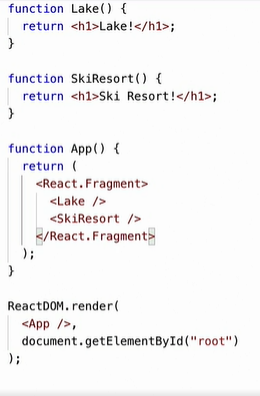 function Lake() {
  return <h1>Lake!</h1>;
}

function SkiResort() {
  return <h1>Ski Resort!</h1>;
}

function App() {
  return (
    <React.Fragment>
      <Lake />
      <SkiResort />
    </React.Fragment>
  );
}

ReactDOM.render(
  <App />,
  document.getElementById("root")
);